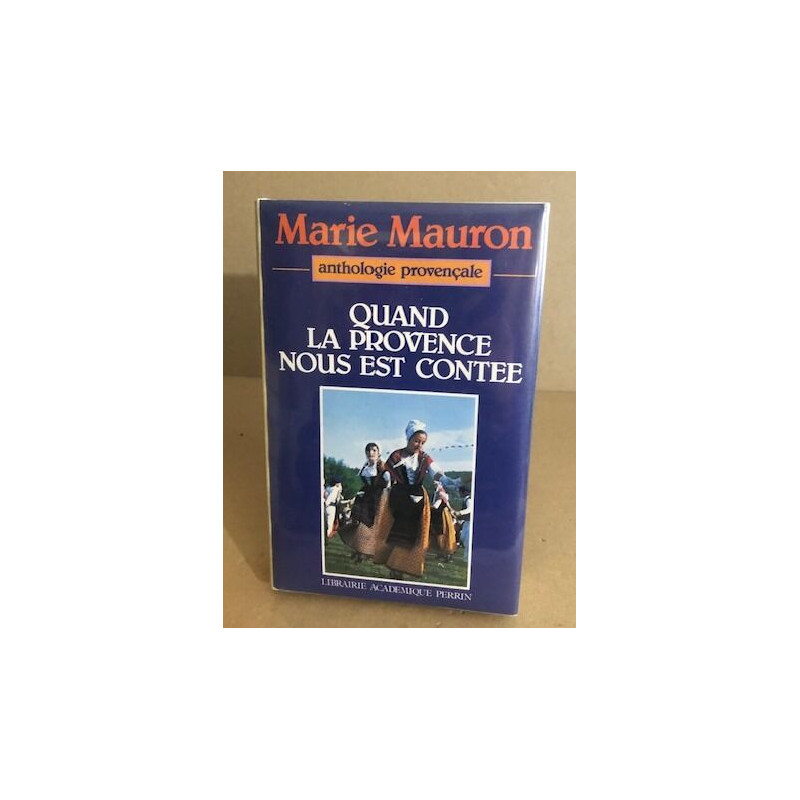 Marie Mauron
anthologie provençale
QUAND
LA PROVENCE
NOUS EST CONTEE
LIBRAIRIE ACADEMIQUE PERRIN